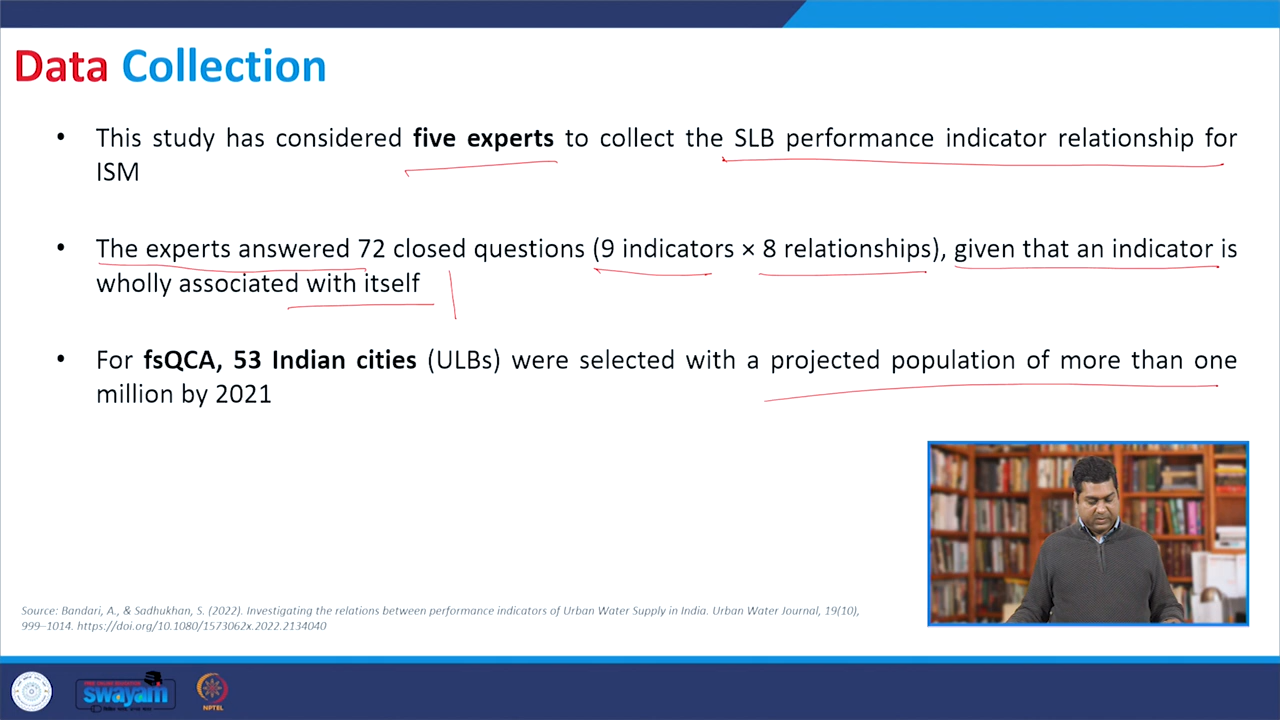 Data Collection
• This study has considered five experts to collect the SLB performance indicator relationship for
ISM
• The experts answered 72 closed questions (9 indicators × 8 relationships), given that an indicator is
wholly associated with itself
• For fsQCA, 53 Indian cities (ULBs) were selected with a projected population of more than one
million by 2021
Source: Bandari, A., & Sadhukhan, S. (2022). Investigating the relations between performance indicators of Urban Water Supply in India. Urban Water Journal, 19(10),
999–1014. https://doi.org/10.1080/1573062x.2022.2134040
swayam
NPTEL